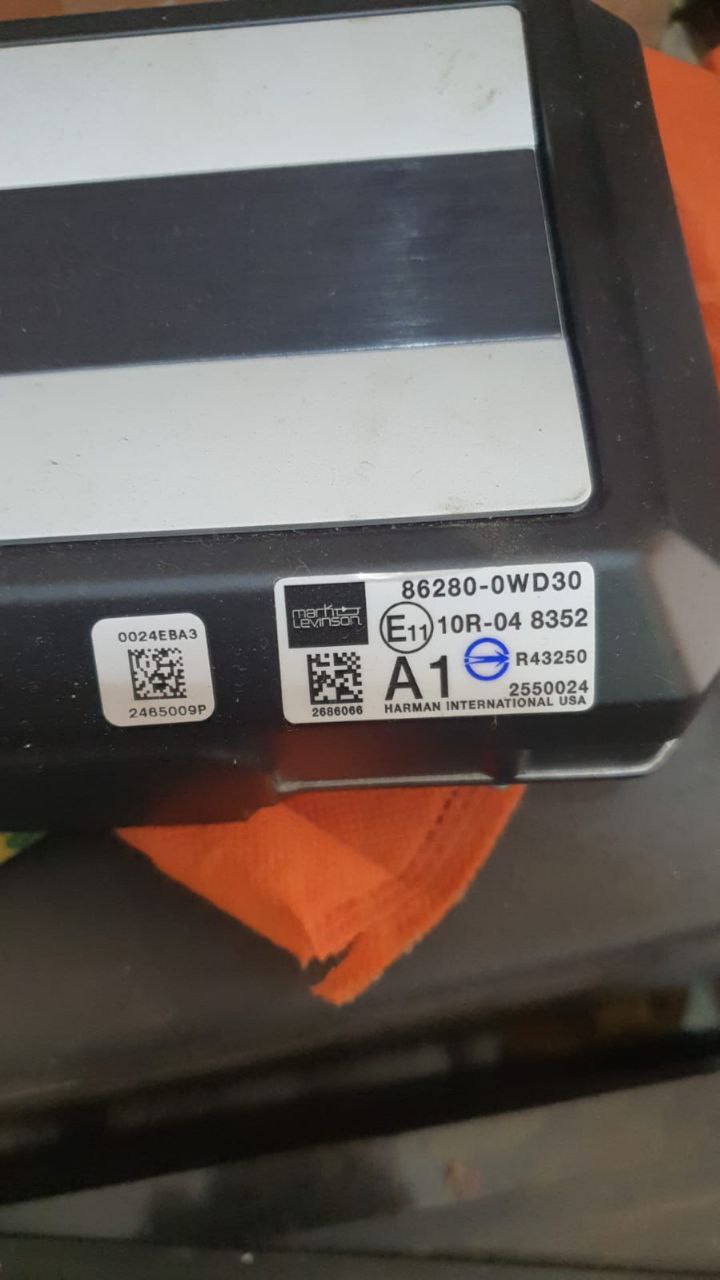 0024EBA3
2465009P
mark
Levinson
86280-0WD30
E11 10R-04 8352
A1
R43250
2550024
2686066
HARMAN INTERNATIONAL USA